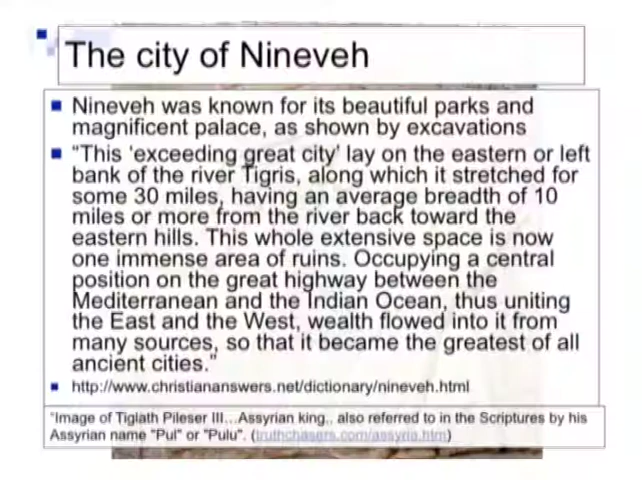 The city of Nineveh
Nineveh was known for its beautiful parks and
magnificent palace, as shown by excavations
"This 'exceeding great city' lay on the eastern or left
bank of the river Tigris, along which it stretched for
some 30 miles, having an average breadth of 10
miles or more from the river back toward the
eastern hills. This whole extensive space is now
one immense area of ruins. Occupying a central
position on the great highway between the
Mediterranean and the Indian Ocean, thus uniting
the East and the West, wealth flowed into it from
many sources, so that it became the greatest of all
ancient cities."
http://www.christiananswers.net/dictionary/nineveh.html
"Image of Tiglath Pileser III...Assyrian king,, also referred to in the Scriptures by his
Assyrian name "Pul" or "Pulu". (truthchasers.com/assyria.htm)